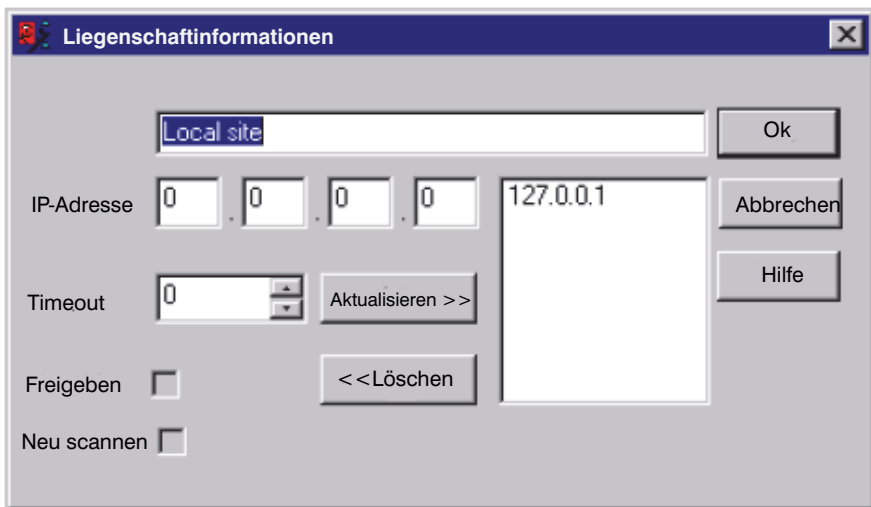 Liegenschaftinformationen
Local site
Ok
IP-Adresse 0 . 0 . 0 . 0
127.0.0.1
Abbrechen
Timeout 0
Aktualisieren >>
Hilfe
Freigeben
<<Löschen
Neu scannen